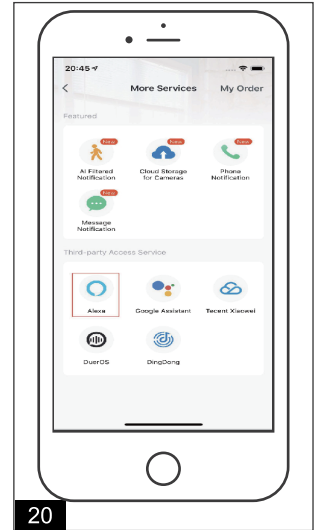 20:45
More Services
My Order
Featured
New
New
New
AI Filtered
Notification
Cloud Storage
for Cameras
Phone
Notification
New
Message
Notification
Third-party Access Service
Alexa
Google Assistant
Tecent Xiaowei
DuerOS
DingDong
20